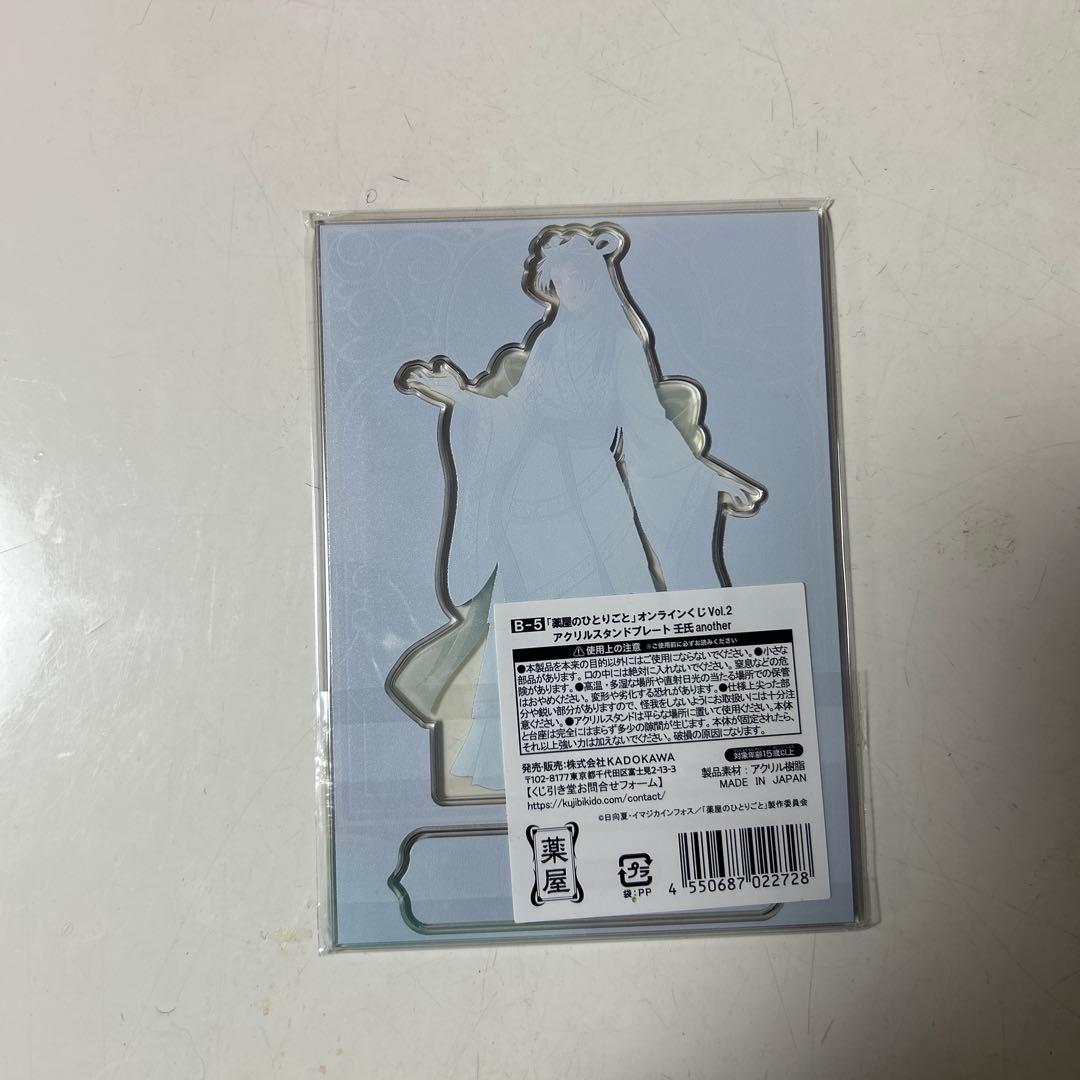 B-5 「薬屋のひとりごと」オンラインくじ Vol.2
アクリルスタンドプレート 壬氏 another
使用上の注意 ※ご使用前に必ずお読みください
●本製品を本来の目的以外にはご使用にならないでください。●小さな
部品があります。口の中には絶対に入れないでください。窒息などの危
険があります。●高温・多湿な場所や直射日光の当たる場所での保管
はおやめください。変形や劣化する恐れがあります。●仕様上尖った部
分や鋭い部分がありますので、怪我をしないようにお取扱いには十分注
意ください。●アクリルスタンドは平らな場所に置いて使用ください。本体
と台座は完全にはまらず多少の隙間が生じます。本体が固定されたら、
それ以上強い力は加えないでください。破損の原因になります。
対象年齢15歳以上
発売・販売:株式会社KADOKAWA
〒102-8177東京都千代田区富士見2-13-3
【くじ引き堂お問合せフォーム】
https://kujibikido.com/contact/
製品素材:アクリル樹脂
MADE IN JAPAN
©日向夏・イマジカインフォス/「薬屋のひとりごと」製作委員会
薬屋
プラ
袋:PP
4 550687 022728